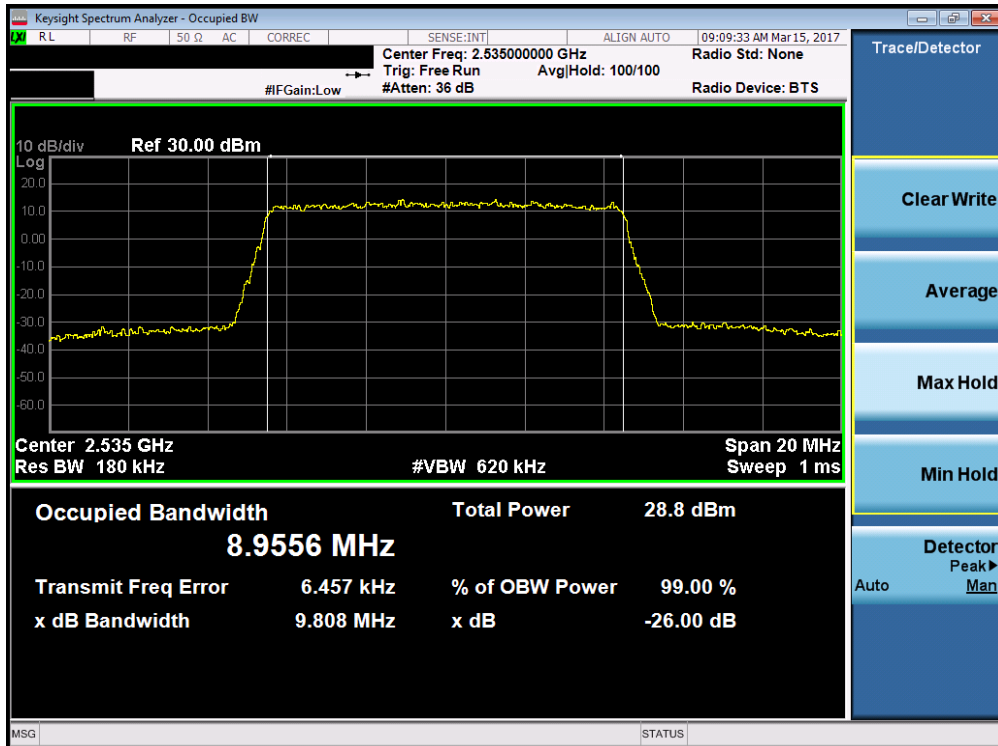 Keysight Spectrum Analyzer - Occupied BW
LXI RL RF 50 Ω AC CORREC SENSE:INT ALIGN AUTO 09:09:33 AM Mar 15, 2017
Center Freq: 2.535000000 GHz Radio Std: None
Trig: Free Run Avg|Hold: 100/100
#IFGain:Low #Atten: 36 dB Radio Device: BTS
10 dB/div Ref 30.00 dBm
Log
20.0
10.0
0.00
-10.0
-20.0
-30.0
-40.0
-50.0
-60.0
Center 2.535 GHz Span 20 MHz
Res BW 180 kHz #VBW 620 kHz Sweep 1 ms
Occupied Bandwidth Total Power 28.8 dBm
8.9556 MHz
Transmit Freq Error 6.457 kHz % of OBW Power 99.00 %
x dB Bandwidth 9.808 MHz x dB -26.00 dB
Trace/Detector
Clear Write
Average
Max Hold
Min Hold
Detector
Peak▶
Auto Man
MSG STATUS